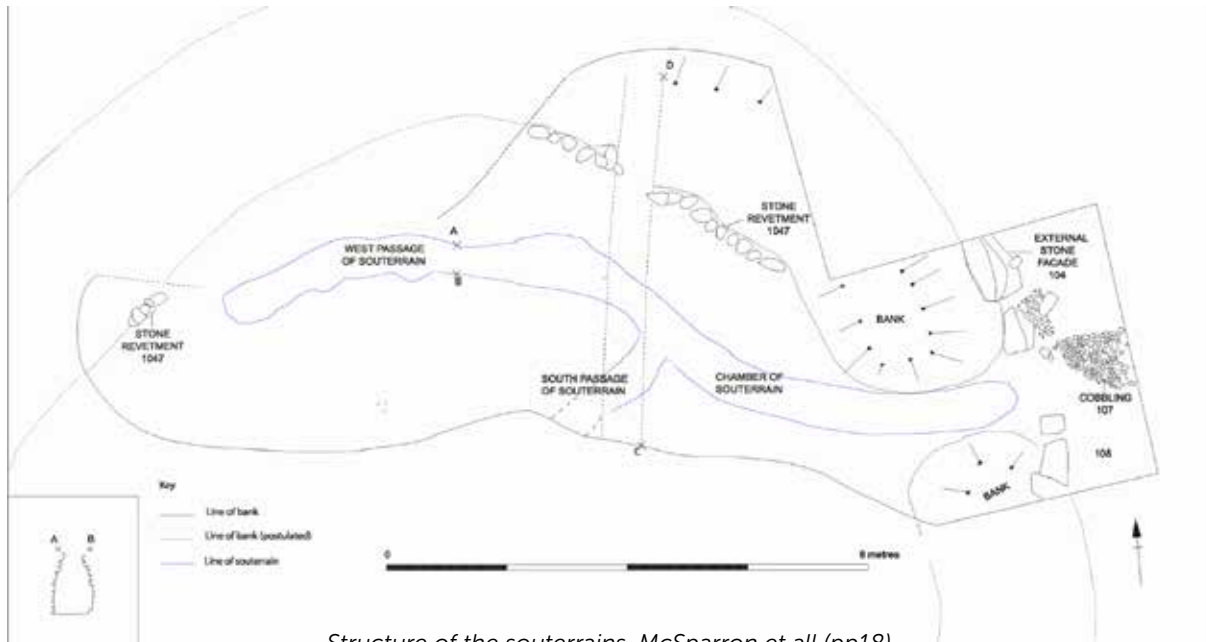 D
STONE
REVETMENT
1047
A
WEST PASSAGE
OF SOUTERRAIN
B
EXTERNAL
STONE
FACADE
104
BANK
STONE
REVETMENT
1047
SOUTH PASSAGE
OF SOUTERRAIN
CHAMBER OF
SOUTERRAIN
COBBLING
107
C
108
BANK
Key
Line of bank
Line of bank (postulated)
Line of souterrain
A B
0
metres
Structure of the souterrains, McSparron et all (pp18)